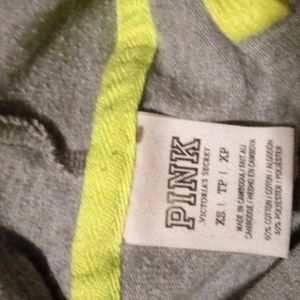 PINK
VICTORIA'S SECRET
XS | TP | XP
MADE IN CAMBODIA/FAIT AU
CAMBODGE/HECHO EN CAMBOYA
60% COTTON/COTON/ALGODÓN
40% POLYESTER/POLIÉSTER